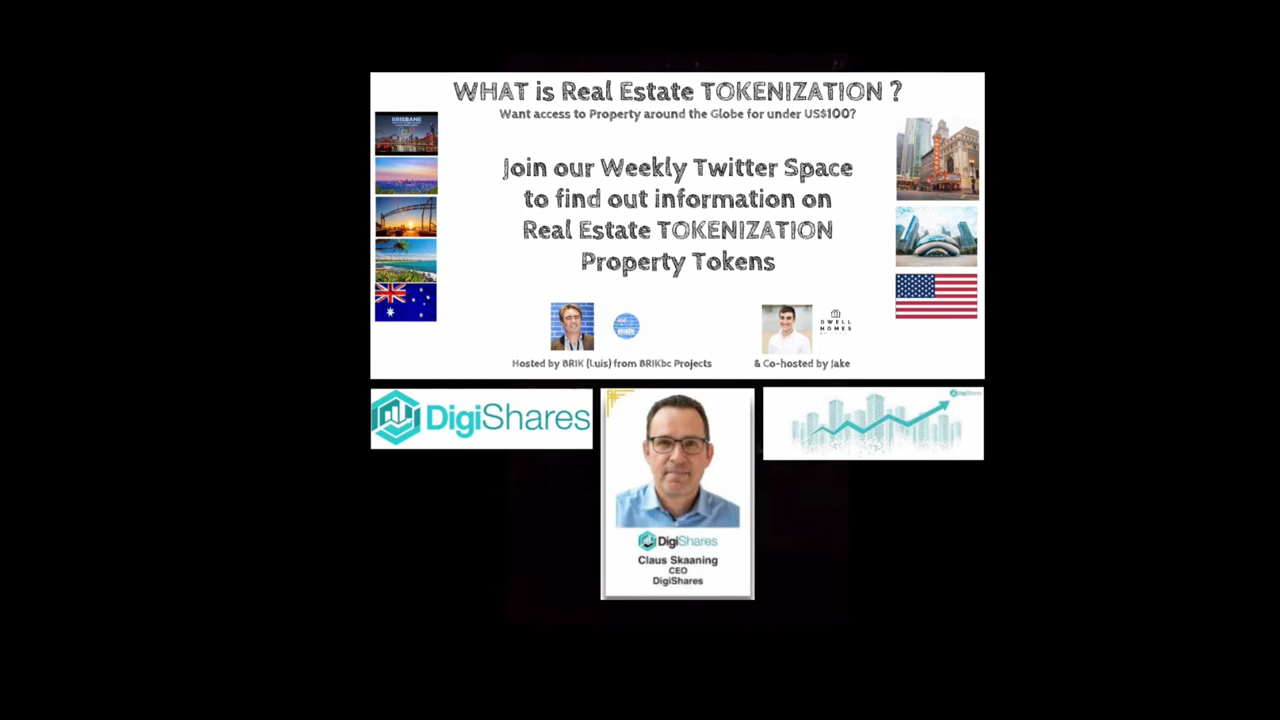 WHAT is Real Estate TOKENIZATION ?
Want access to Property around the Globe for under US$100?
BRISBANE
Join our Weekly Twitter Space
to find out information on
Real Estate TOKENIZATION
Property Tokens
DWELL
HOMES
Hosted by BRIK (Luis) from BRIKbc Projects
& Co-hosted by Jake
DigiShares
DigiShares
DigiShares
Claus Skaaning
CEO
DigiShares